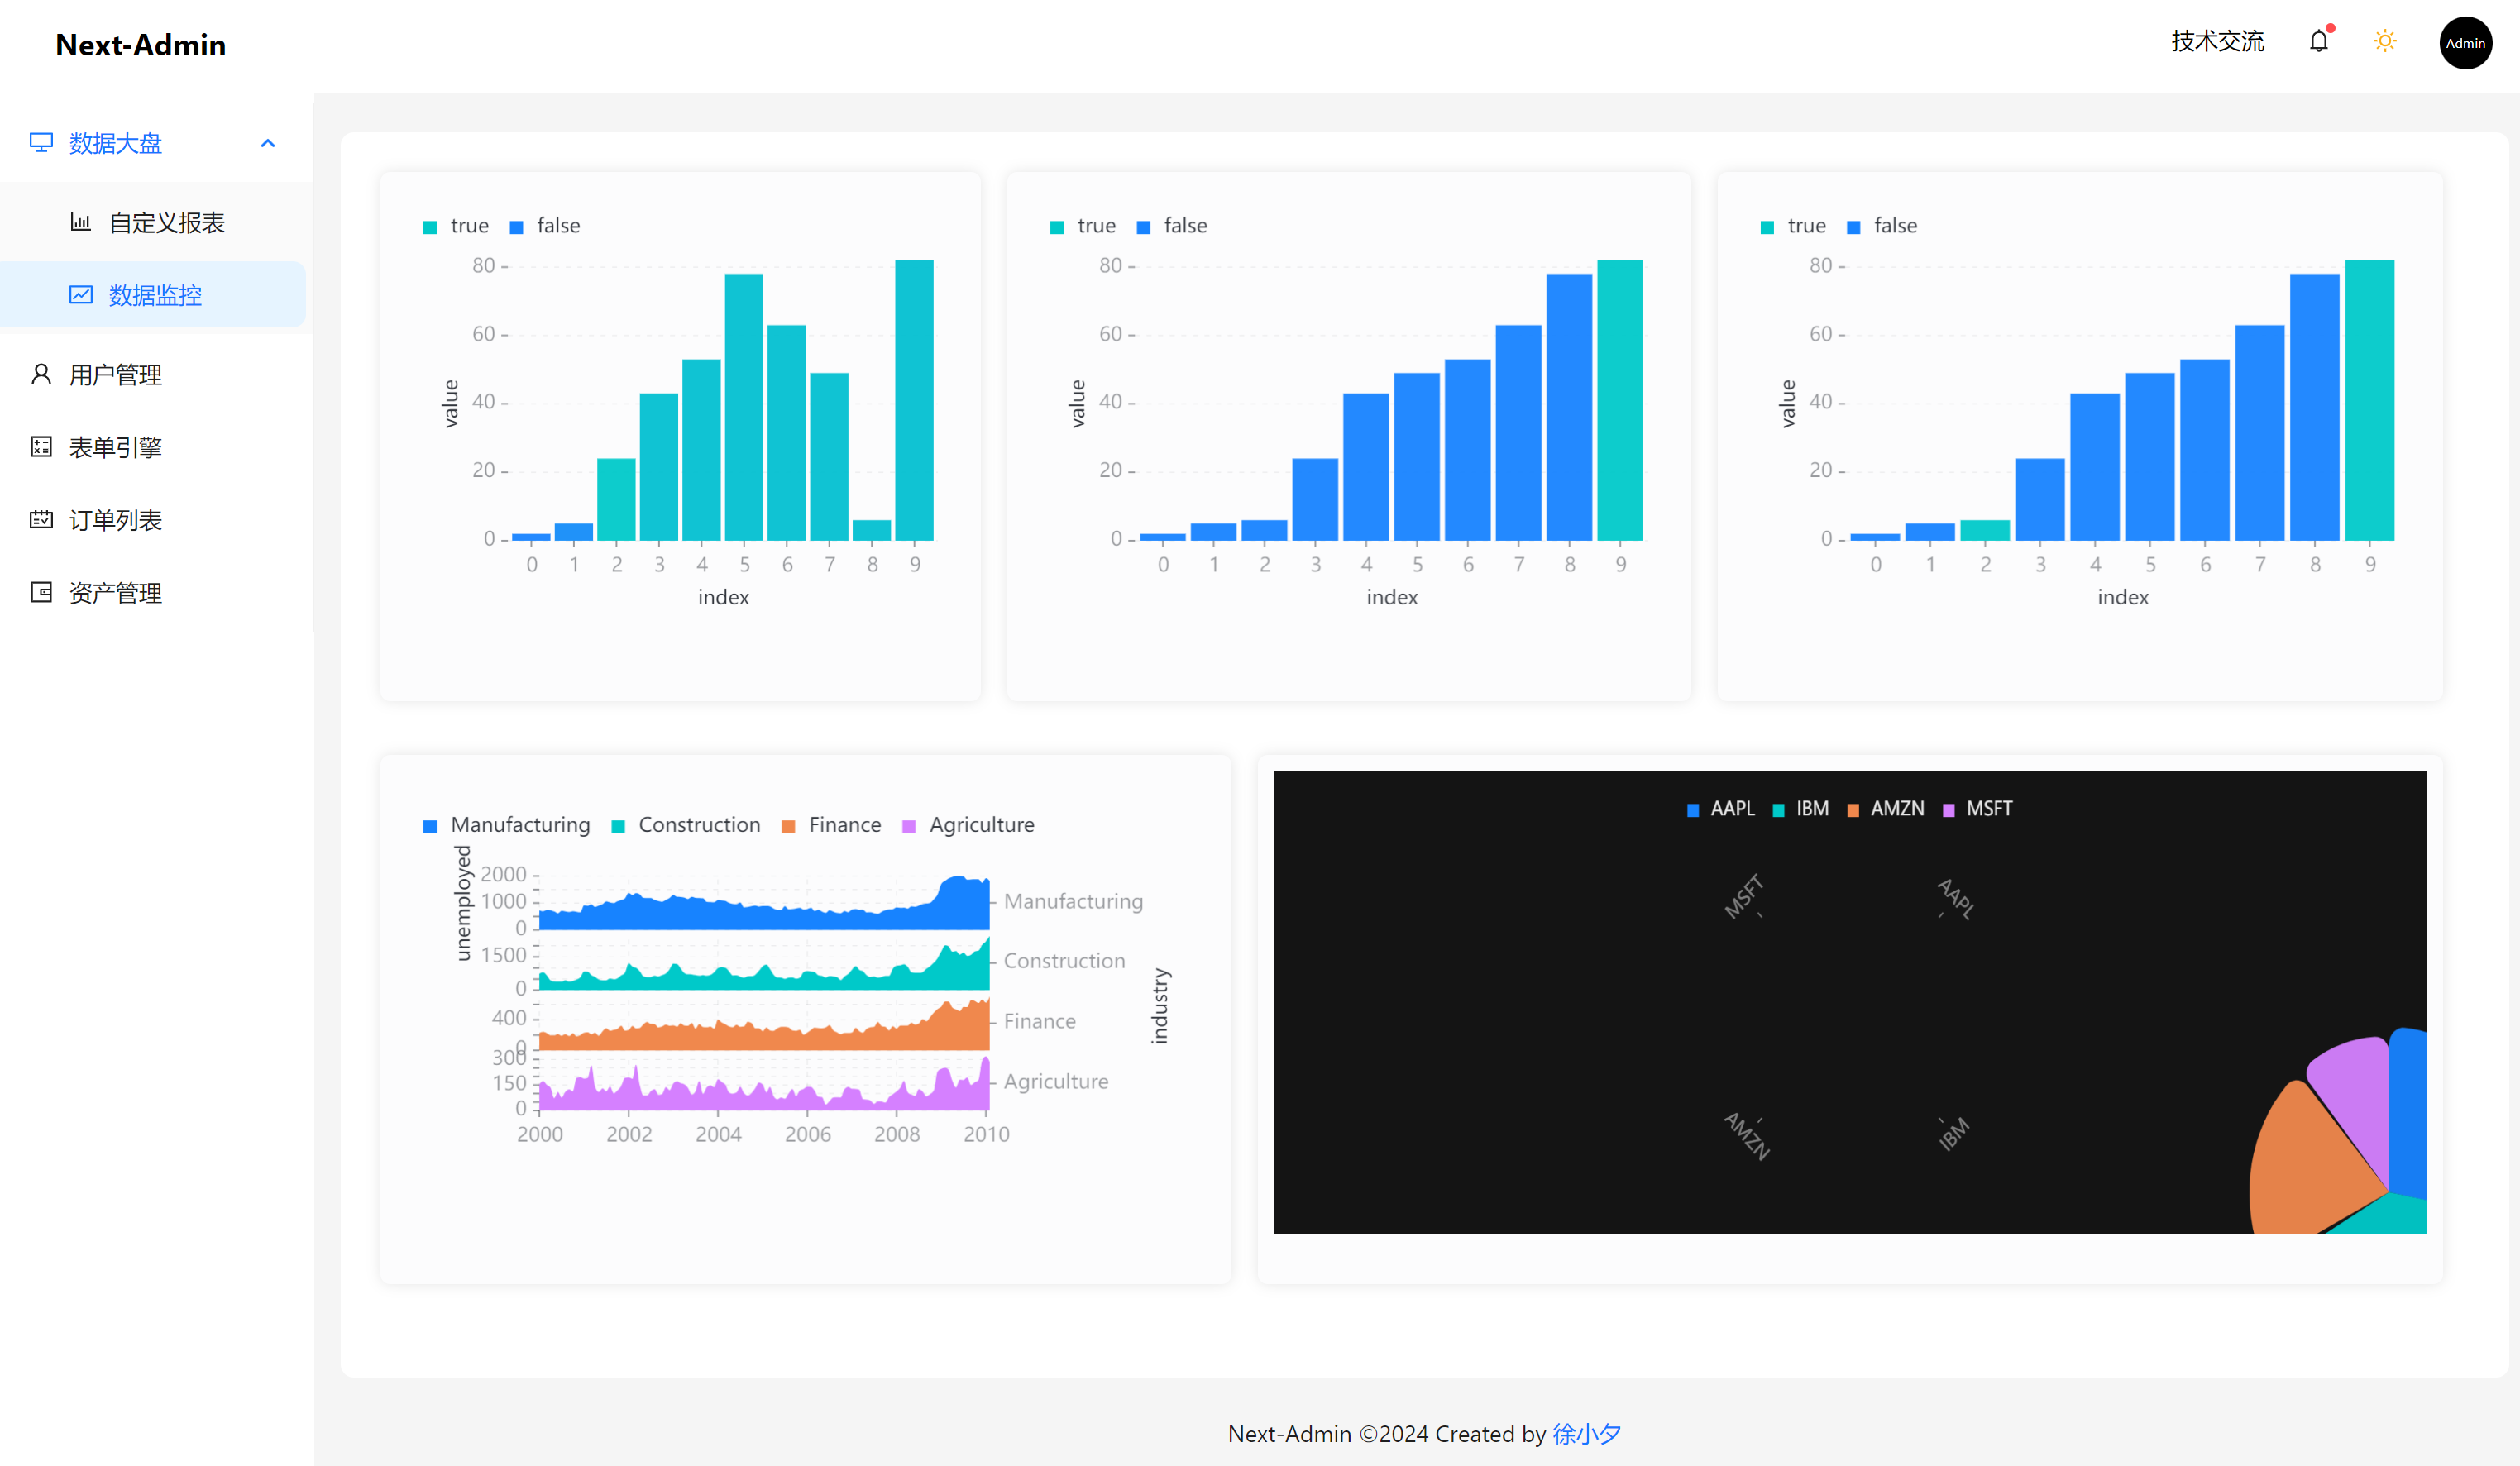 Next-Admin
技术交流
Admin
数据大盘
自定义报表
数据监控
用户管理
表单引擎
订单列表
资产管理
true false
80
60
40
20
0
value
0 1 2 3 4 5 6 7 8 9
index
true false
80
60
40
20
0
value
0 1 2 3 4 5 6 7 8 9
index
true false
80
60
40
20
0
value
0 1 2 3 4 5 6 7 8 9
index
Manufacturing Construction Finance Agriculture
unemployed
2000
1000
0
Manufacturing
1500
0
Construction
400
0
Finance
300
150
0
Agriculture
industry
2000 2002 2004 2006 2008 2010
AAPL IBM AMZN MSFT
MSFT AAPL
AMZN IBM
Next-Admin ©2024 Created by 徐小夕